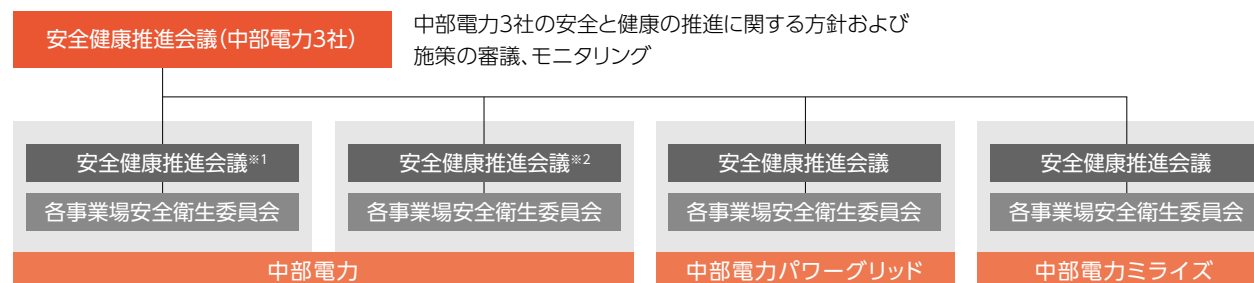 安全健康推進会議(中部電力3社)
中部電力3社の安全と健康の推進に関する方針および
施策の審議、モニタリング
安全健康推進会議※1
安全健康推進会議※2
安全健康推進会議
安全健康推進会議
各事業場安全衛生委員会
各事業場安全衛生委員会
各事業場安全衛生委員会
各事業場安全衛生委員会
中部電力
中部電力パワーグリッド
中部電力ミライズ